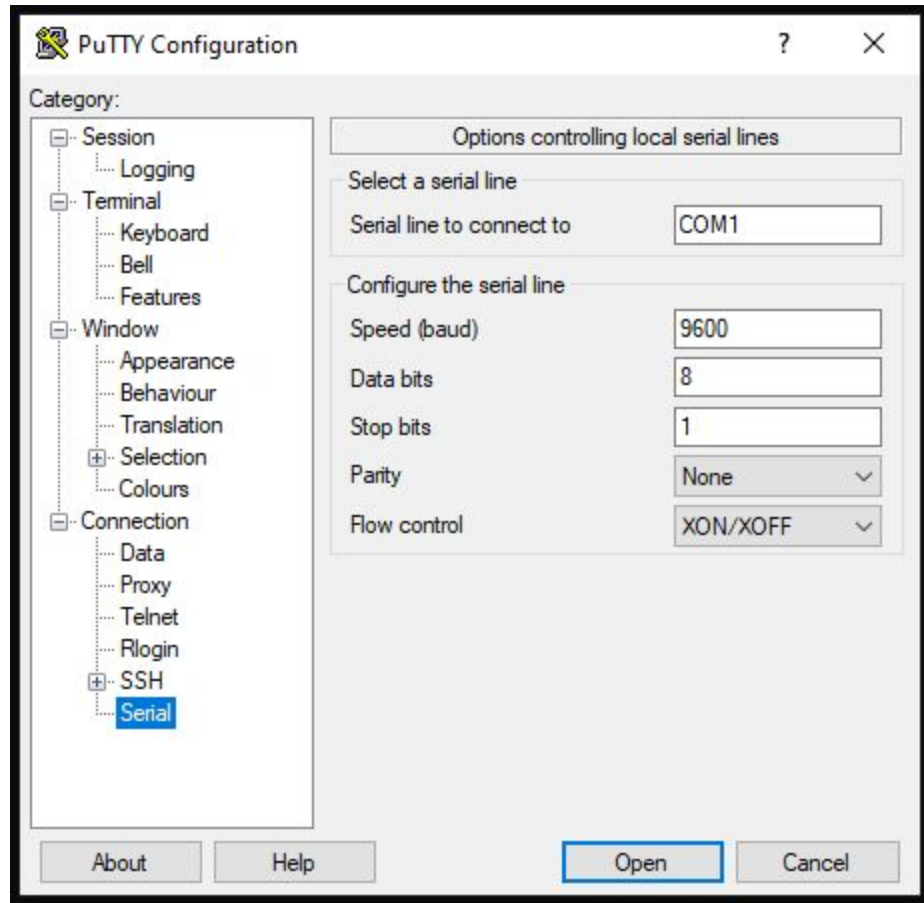 PuTTY Configuration ? ×
Category:
Session
Logging
Terminal
Keyboard
Bell
Features
Window
Appearance
Behaviour
Translation
Selection
Colours
Connection
Data
Proxy
Telnet
Rlogin
SSH
Serial
Options controlling local serial lines
Select a serial line
Serial line to connect to COM1
Configure the serial line
Speed (baud) 9600
Data bits 8
Stop bits 1
Parity None
Flow control XON/XOFF
About Help Open Cancel